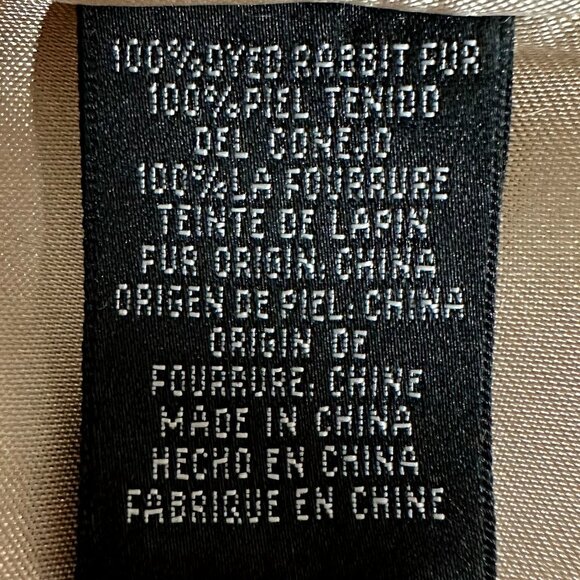 100%DYED RABBIT FUR
100%PIEL TENIDO
DEL CONEJO
100%LA FOURRURE
TEINTE DE LAPIN
FUR ORIGIN: CHINA
ORIGEN DE PIEL: CHINA
ORIGIN DE
FOURRURE: CHINE
MADE IN CHINA
HECHO EN CHINA
FABRIQUE EN CHINE